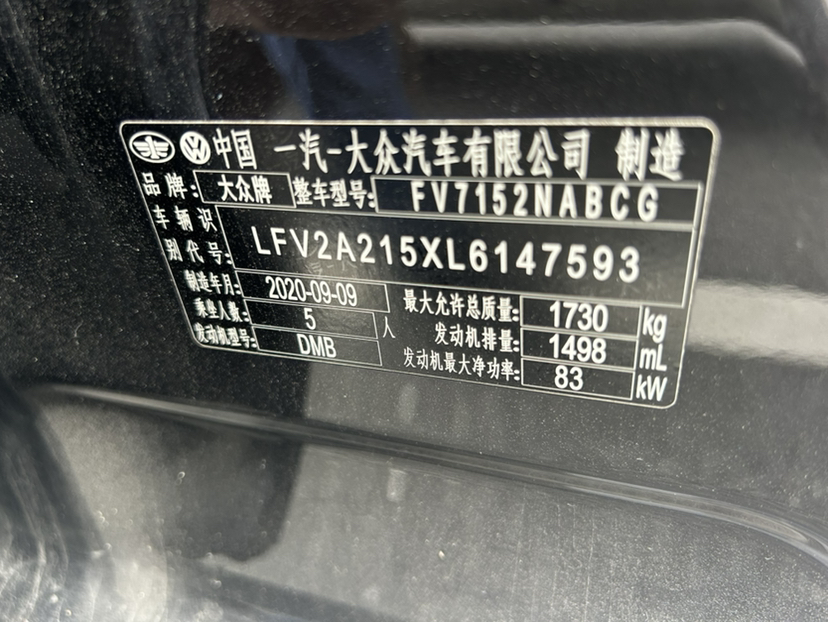 中国 一汽-大众汽车有限公司 制造
品牌: 大众牌 整车型号: FV7152NABCG
车辆识别代号: LFV2A215XL6147593
制造年月: 2020-09-09 最大允许总质量: 1730 kg
乘坐人数: 5 人 发动机排量: 1498 mL
发动机型号: DMB 发动机最大净功率: 83 kW